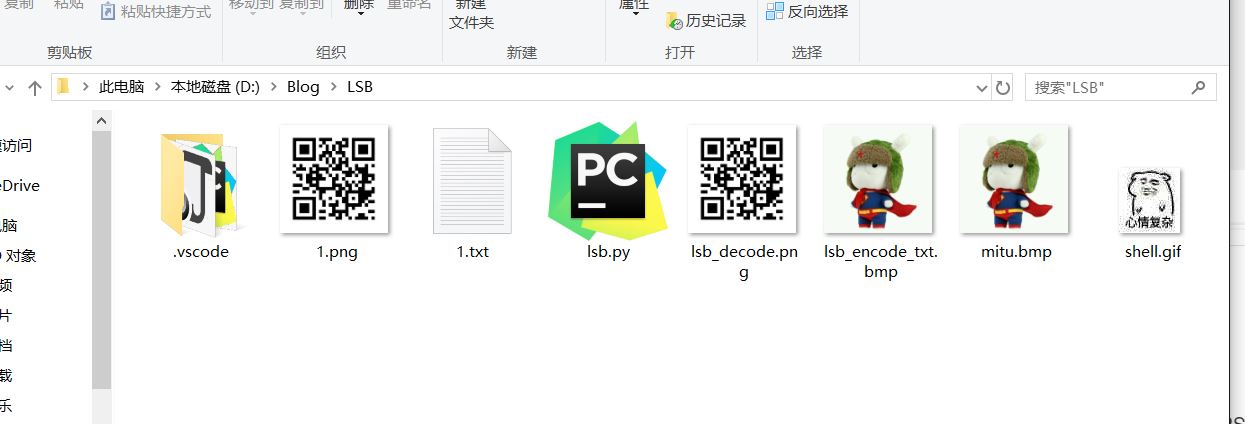 复制
粘贴
粘贴快捷方式
移动到 复制到
删除
重命名
新建
文件夹
属性
历史记录
反向选择
剪贴板
组织
新建
打开
选择
此电脑
本地磁盘 (D:)
Blog
LSB
搜索"LSB"
访问
eDrive
电脑
对象
频
片
档
载
乐
PC
心情复杂
.vscode
1.png
1.txt
lsb.py
lsb_decode.pn
g
lsb_encode_txt.
bmp
mitu.bmp
shell.gif